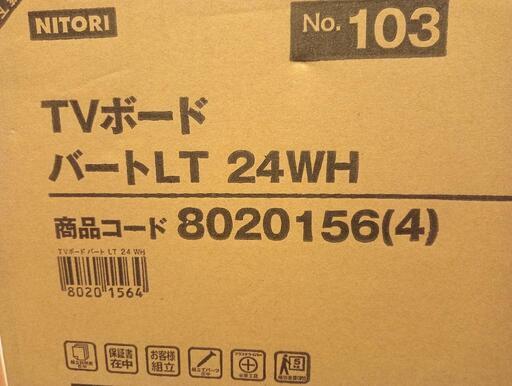 NITORI
No. 103
TVボード
バートLT 24WH
商品コード 8020156(4)
TVボード バート LT 24 WH
8020 1564
保証書
在中
お客様
組立